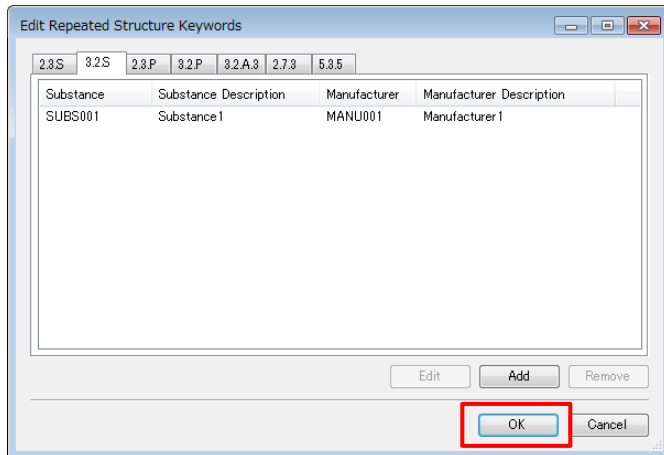 Edit Repeated Structure Keywords
2.3.S 3.2.S 2.3.P 3.2.P 3.2.A.3 2.7.3 5.3.5
Substance Substance Description Manufacturer Manufacturer Description
SUBS001 Substance1 MANU001 Manufacturer1
Edit Add Remove
OK Cancel